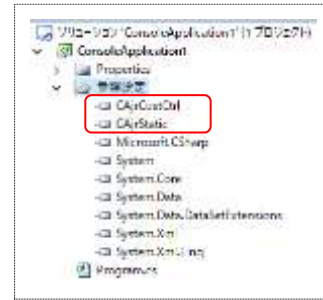 ソリューション 'ConsoleApplication1' (1 プロジェクト)
ConsoleApplication1
Properties
参照設定
CAjrCustCtrl
CAjrStatic
Microsoft.CSharp
System
System.Core
System.Data
System.Data.DataSetExtensions
System.Xml
System.Xml.Linq
Program.cs